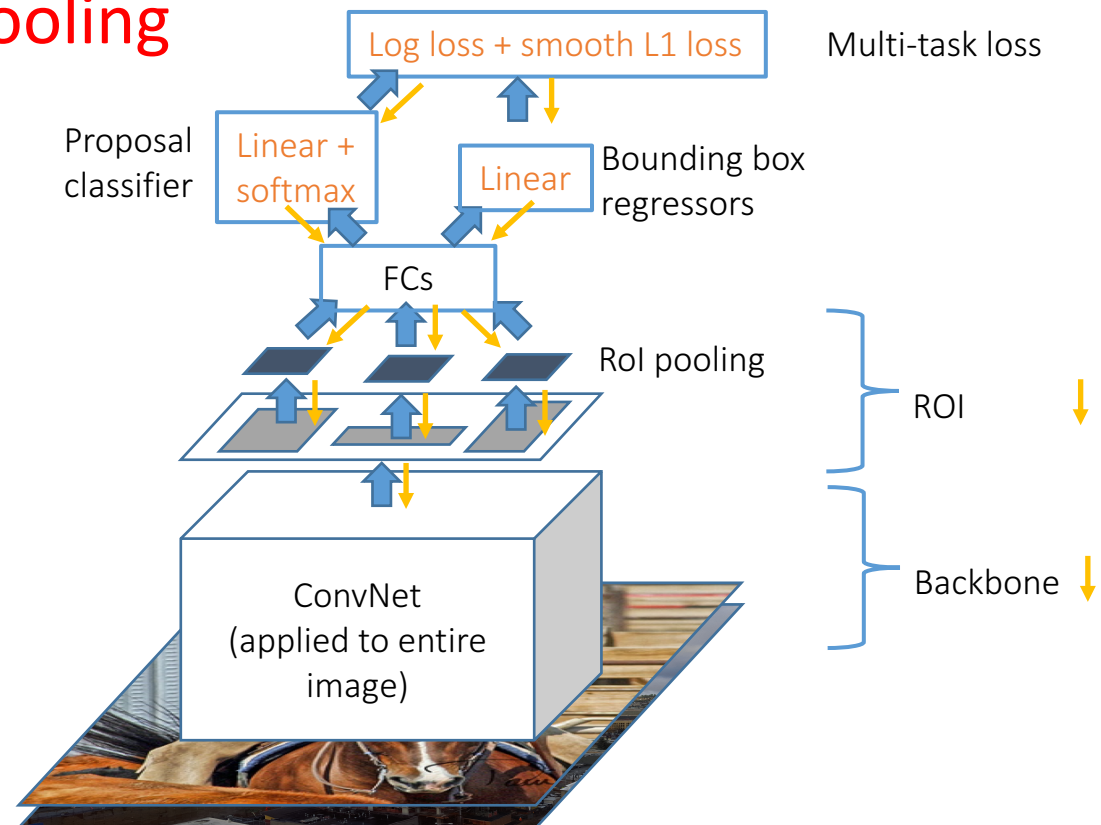 ooling
Log loss + smooth L1 loss
Multi-task loss
Proposal
classifier
Linear +
softmax
Linear
Bounding box
regressors
FCs
RoI pooling
ROI
Backbone
ConvNet
(applied to entire
image)